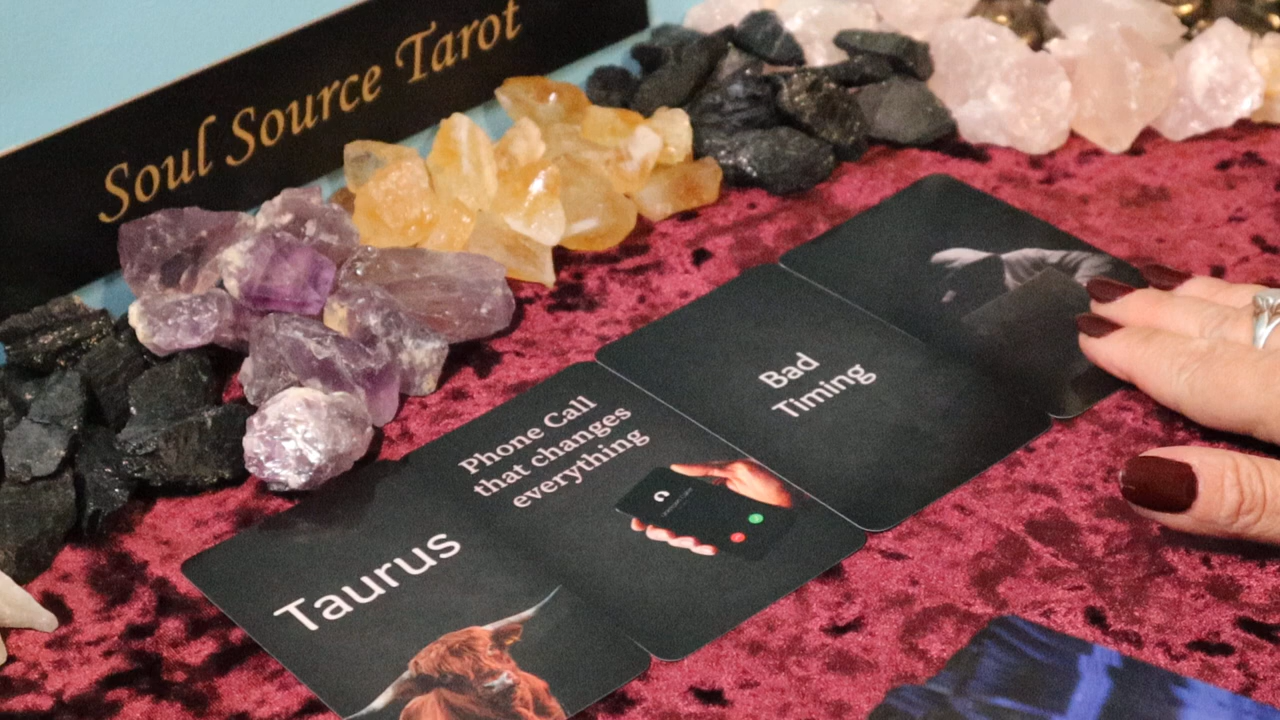 Soul Source Tarot
Phone Call
that changes
everything
Bad
Timing
Taurus